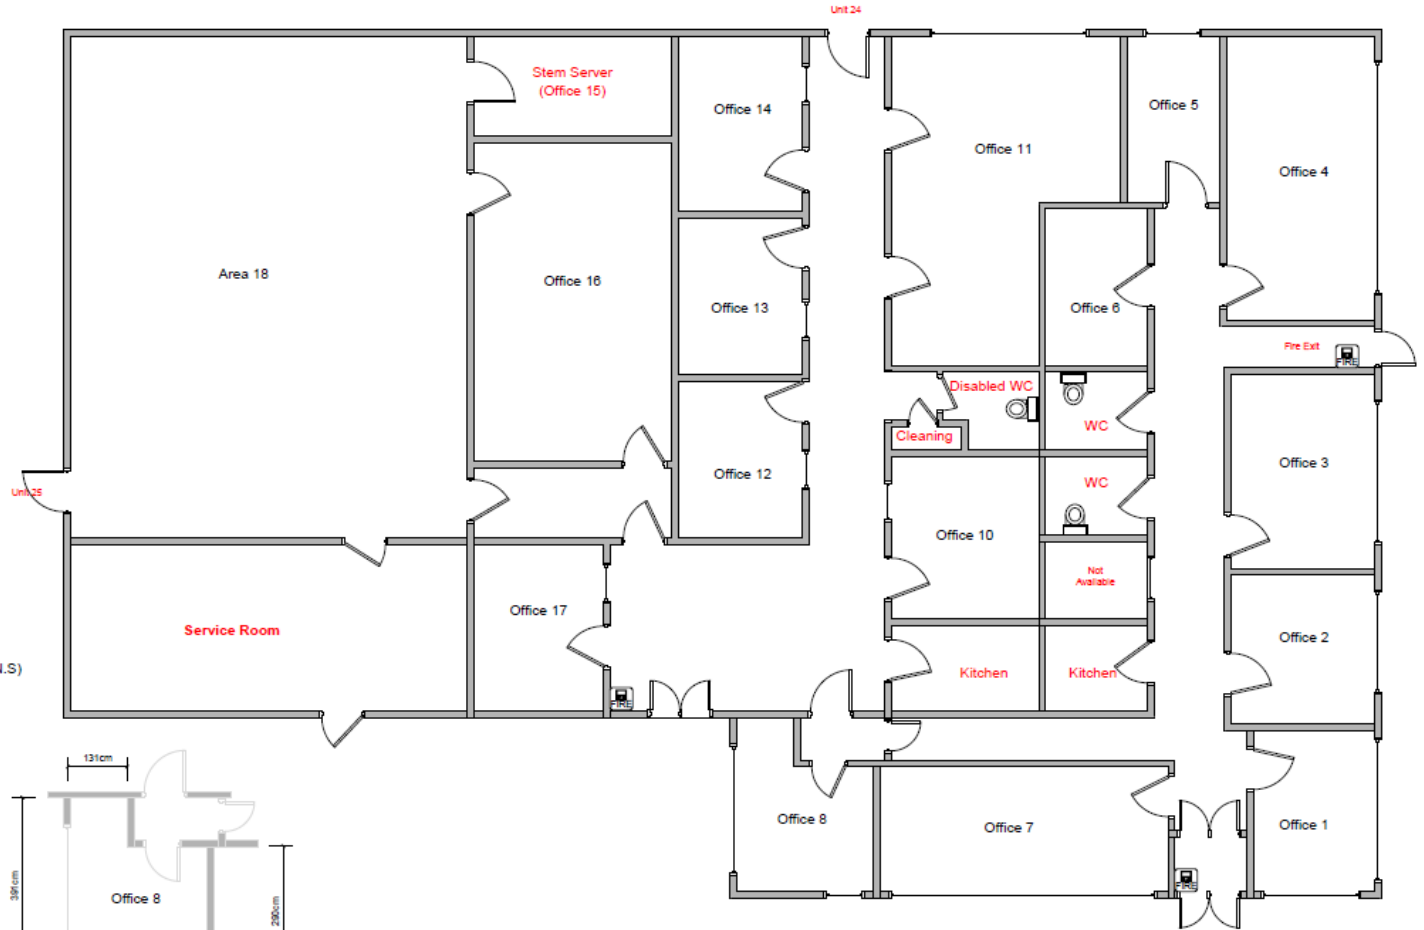 Unit 24
Stem Server
(Office 15)
Office 14
Office 5
Office 11
Office 4
Area 18
Office 16
Office 13
Office 6
Fire Exit
FIRE
Disabled WC
WC
Cleaning
Office 3
Office 12
WC
Unit 25
Office 10
Not
Available
Office 17
Service Room
Office 2
Kitchen
Kitchen
.S)
FIRE
131cm
Office 8
Office 7
Office 1
FIRE
391cm
Office 8
290cm